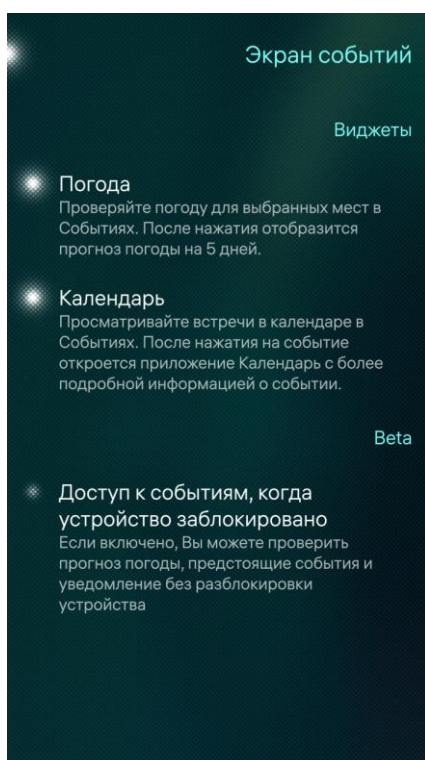 Экран событий
Виджеты
Погода
Проверяйте погоду для выбранных мест в
Событиях. После нажатия отобразится
прогноз погоды на 5 дней.
Календарь
Просматривайте встречи в календаре в
Событиях. После нажатия на событие
откроется приложение Календарь с более
подробной информацией о событии.
Beta
Доступ к событиям, когда
устройство заблокировано
Если включено, Вы можете проверить
прогноз погоды, предстоящие события и
уведомление без разблокировки
устройства